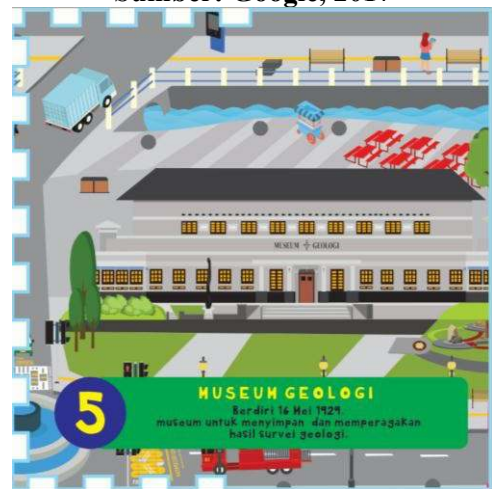 Sumber: Google, 2017
MUSEUM GEOLOGI
5
MUSEUM GEOLOGI
Berdiri 16 Mei 1929.
museum untuk menyimpan dan memperagakan
hasil survei geologi.